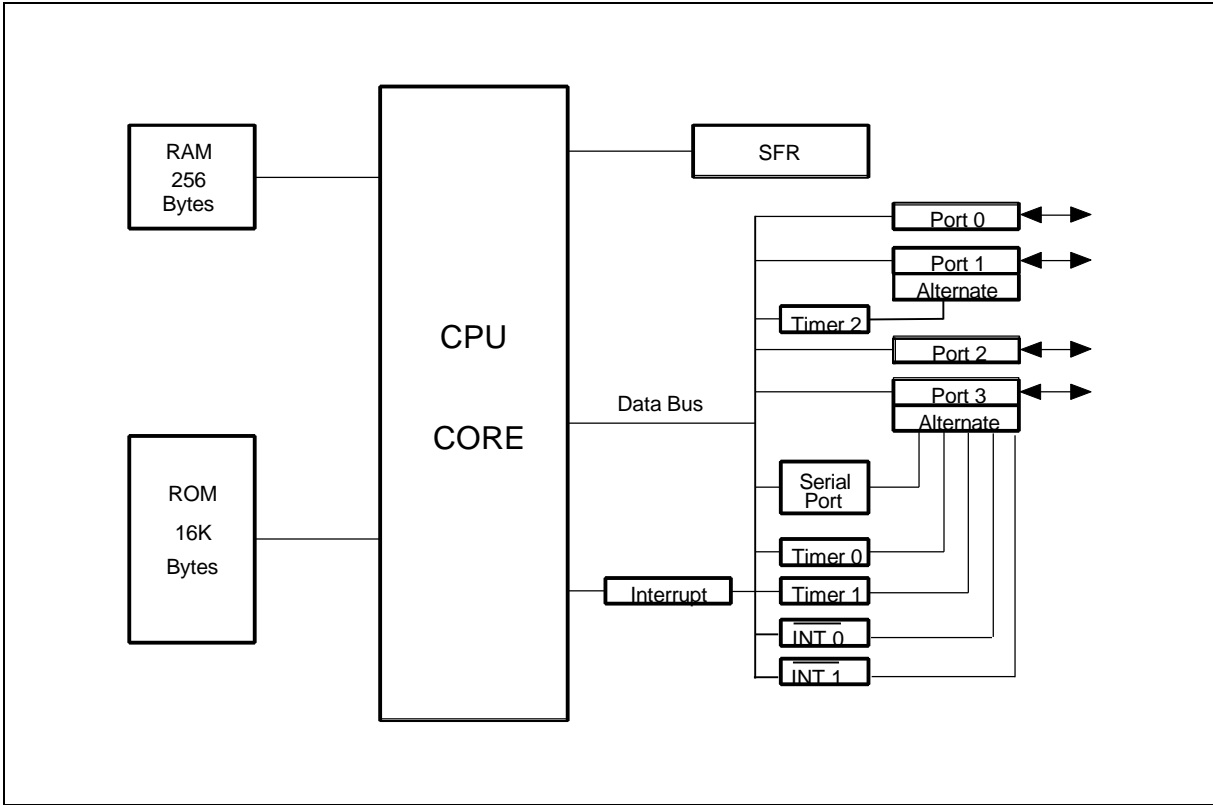 RAM
256
Bytes
SFR
Port 0
Port 1
Alternate
Timer 2
CPU
CORE
Port 2
Port 3
Alternate
Data Bus
ROM
16K
Bytes
Serial
Port
Timer 0
Interrupt
Timer 1
INT 0
INT 1